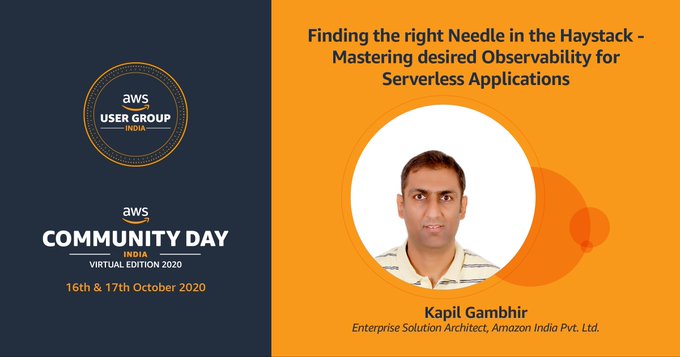 aws
USER GROUP
INDIA
aws
COMMUNITY DAY
INDIA
VIRTUAL EDITION 2020
16th & 17th October 2020
Finding the right Needle in the Haystack -
Mastering desired Observability for
Serverless Applications
Kapil Gambhir
Enterprise Solution Architect, Amazon India Pvt. Ltd.